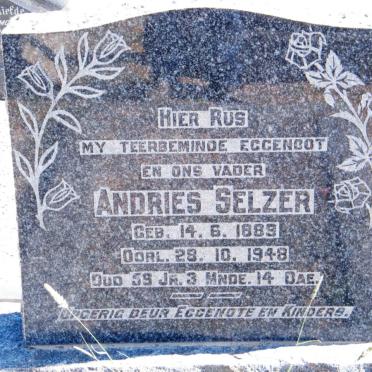 HIER RUS
MY TEERBEMINDE EGGENOOT
EN ONS VADER
ANDRIES SELZER
GEB. 14. 6. 1889
OORL. 28. 10. 1948
OUD 59 JR. 3 MNDE. 14 DAE.
OPGERIG DEUR EGGENOTE EN KINDERS.